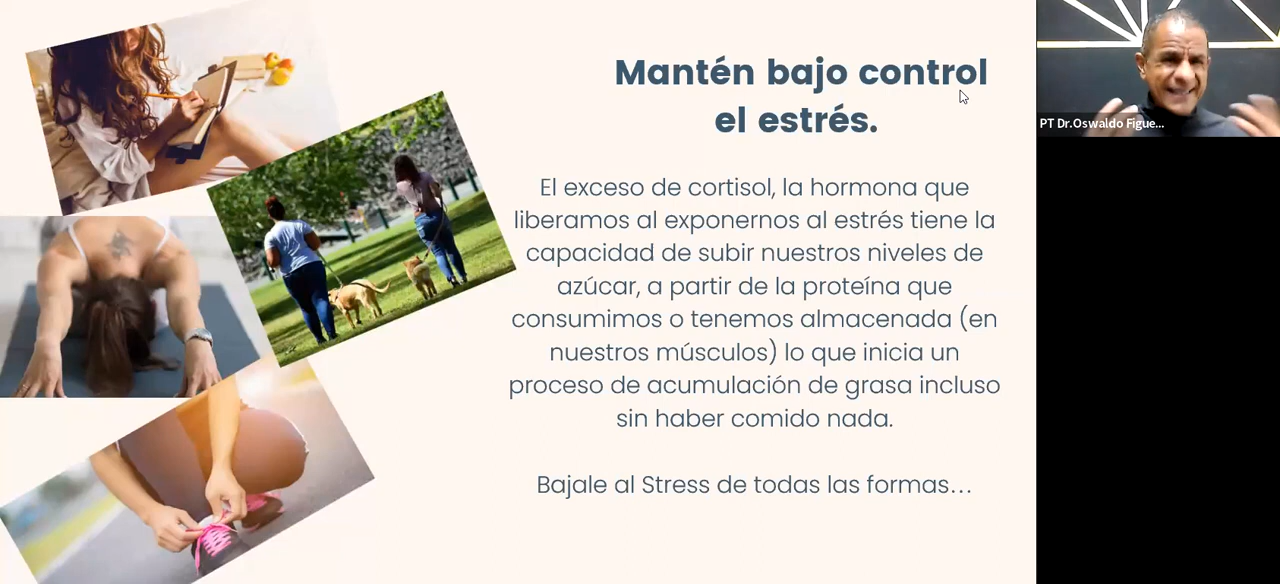 Mantén bajo control
el estrés.
El exceso de cortisol, la hormona que
liberamos al exponernos al estrés tiene la
capacidad de subir nuestros niveles de
azúcar, a partir de la proteína que
consumimos o tenemos almacenada (en
nuestros músculos) lo que inicia un
proceso de acumulación de grasa incluso
sin haber comido nada.
Bajale al Stress de todas las formas...
PT Dr.Oswaldo Figue...